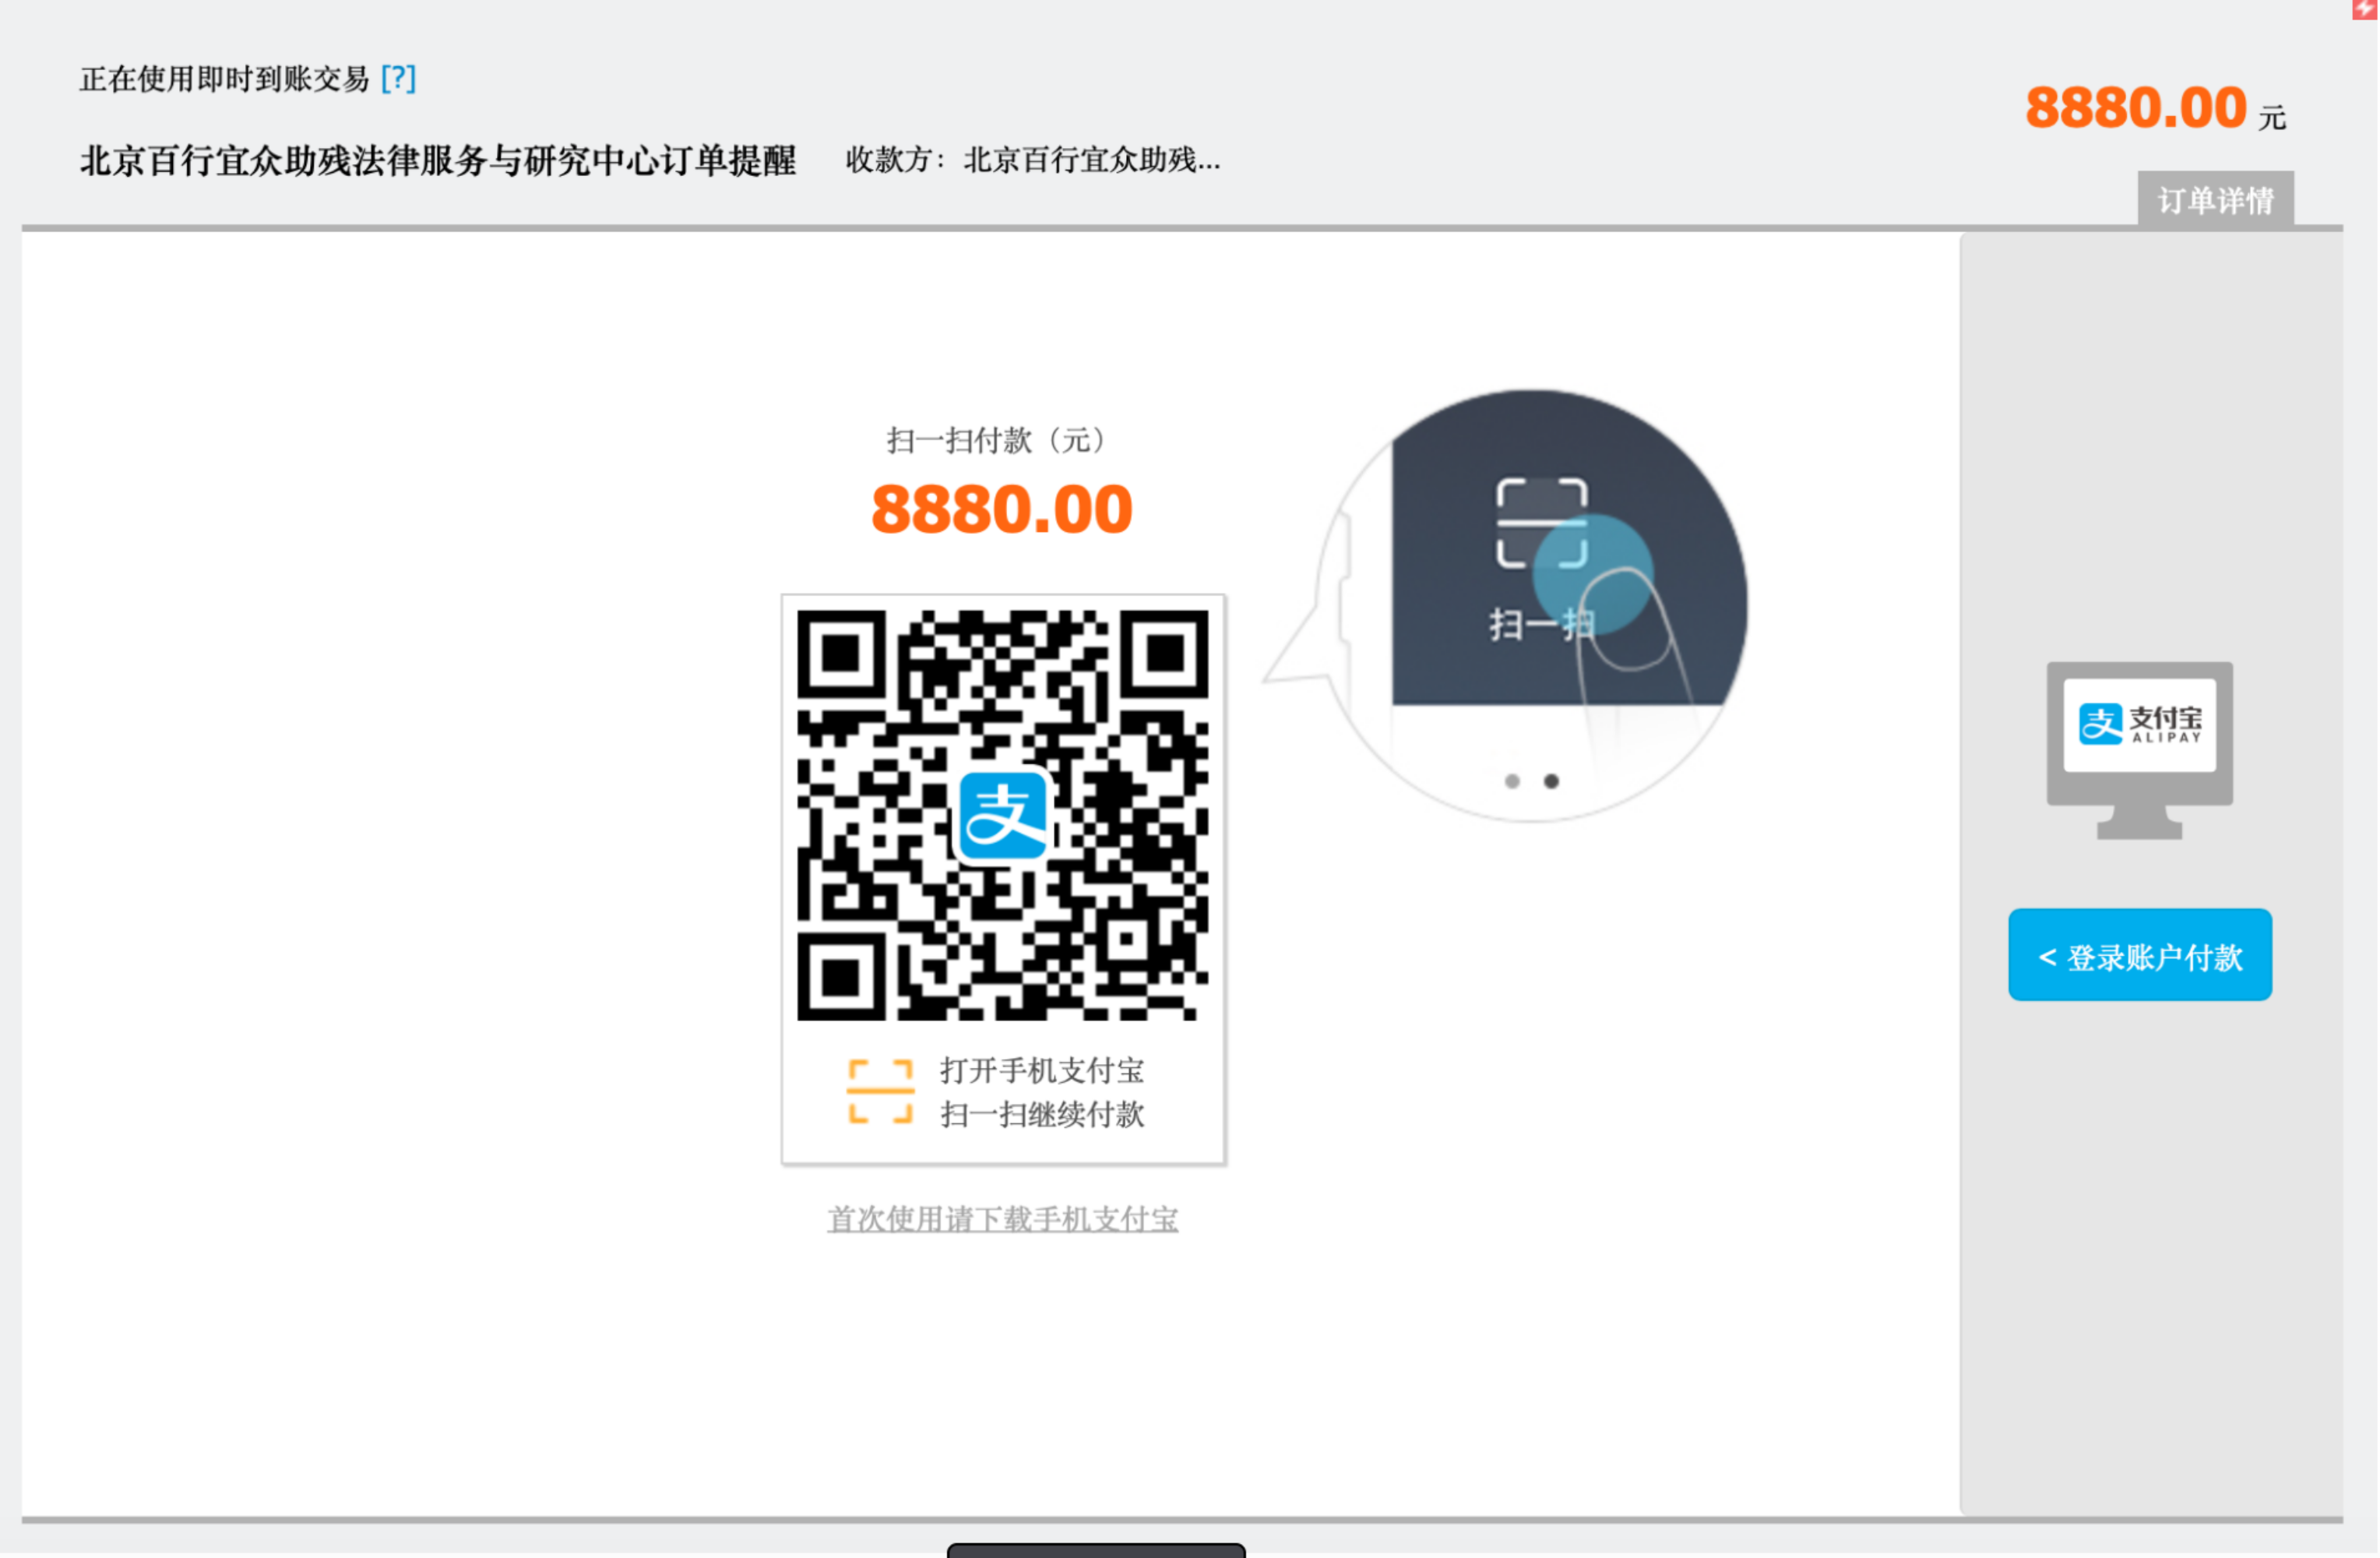 正在使用即时到账交易 [?]
8880.00 元
北京百行宜众助残法律服务与研究中心订单提醒 收款方：北京百行宜众助残...
订单详情
扫一扫付款（元）
8880.00
扫一扫
支付宝
ALIPAY
< 登录账户付款
支
打开手机支付宝
扫一扫继续付款
首次使用请下载手机支付宝